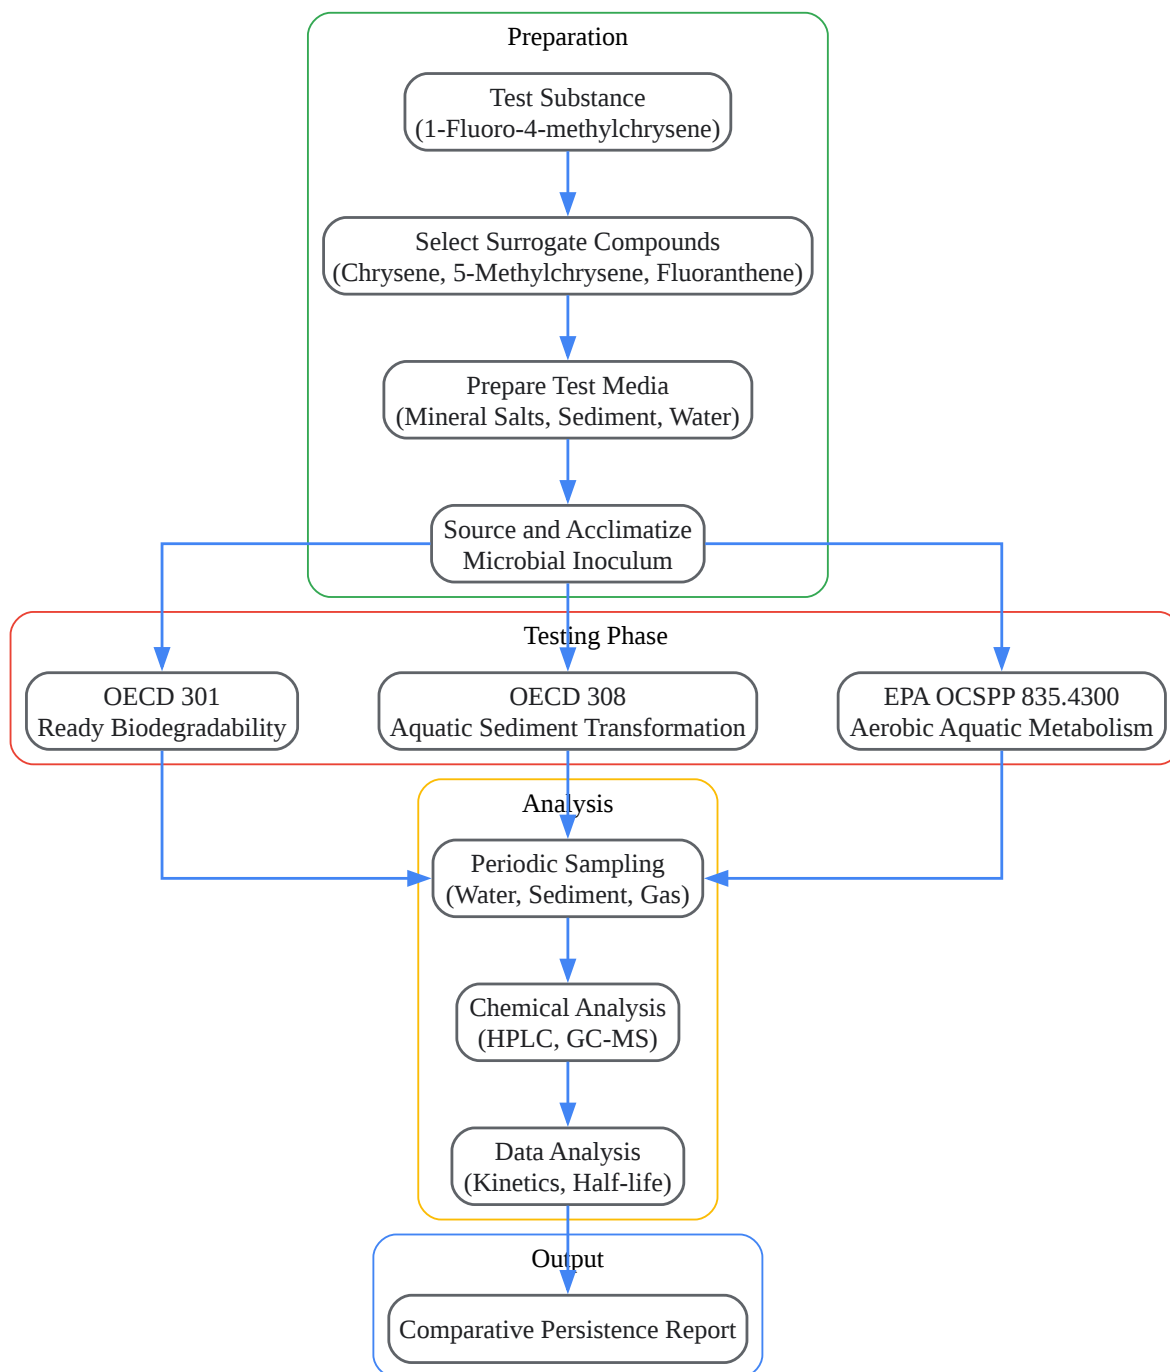 Preparation
Test Substance
(1-Fluoro-4-methylchrysene)
Select Surrogate Compounds
(Chrysene, 5-Methylchrysene, Fluoranthene)
Prepare Test Media
(Mineral Salts, Sediment, Water)
Source and Acclimatize
Microbial Inoculum
Testing Phase
OECD 301
Ready Biodegradability
OECD 308
Aquatic Sediment Transformation
EPA OCSPP 835.4300
Aerobic Aquatic Metabolism
Analysis
Periodic Sampling
(Water, Sediment, Gas)
Chemical Analysis
(HPLC, GC-MS)
Data Analysis
(Kinetics, Half-life)
Output
Comparative Persistence Report